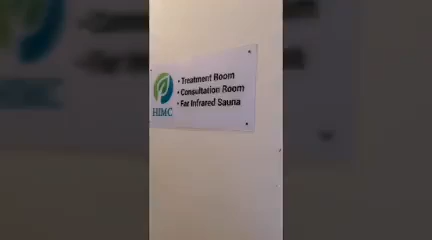 • Treatment Room
• Consultation Room
• Far Infrared Sauna
HIMC